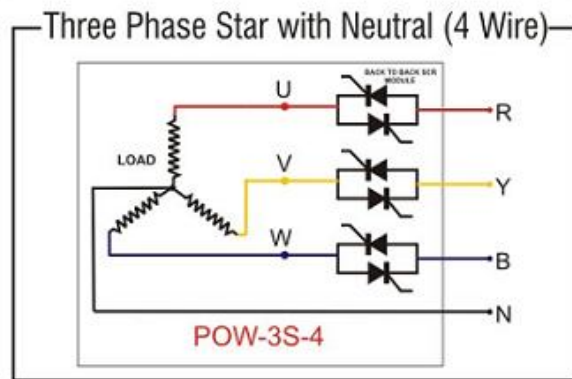 Three Phase Star with Neutral (4 Wire)
BACK TO BACK SCR
MODULE
U
R
LOAD
V
Y
W
B
N
POW-3S-4